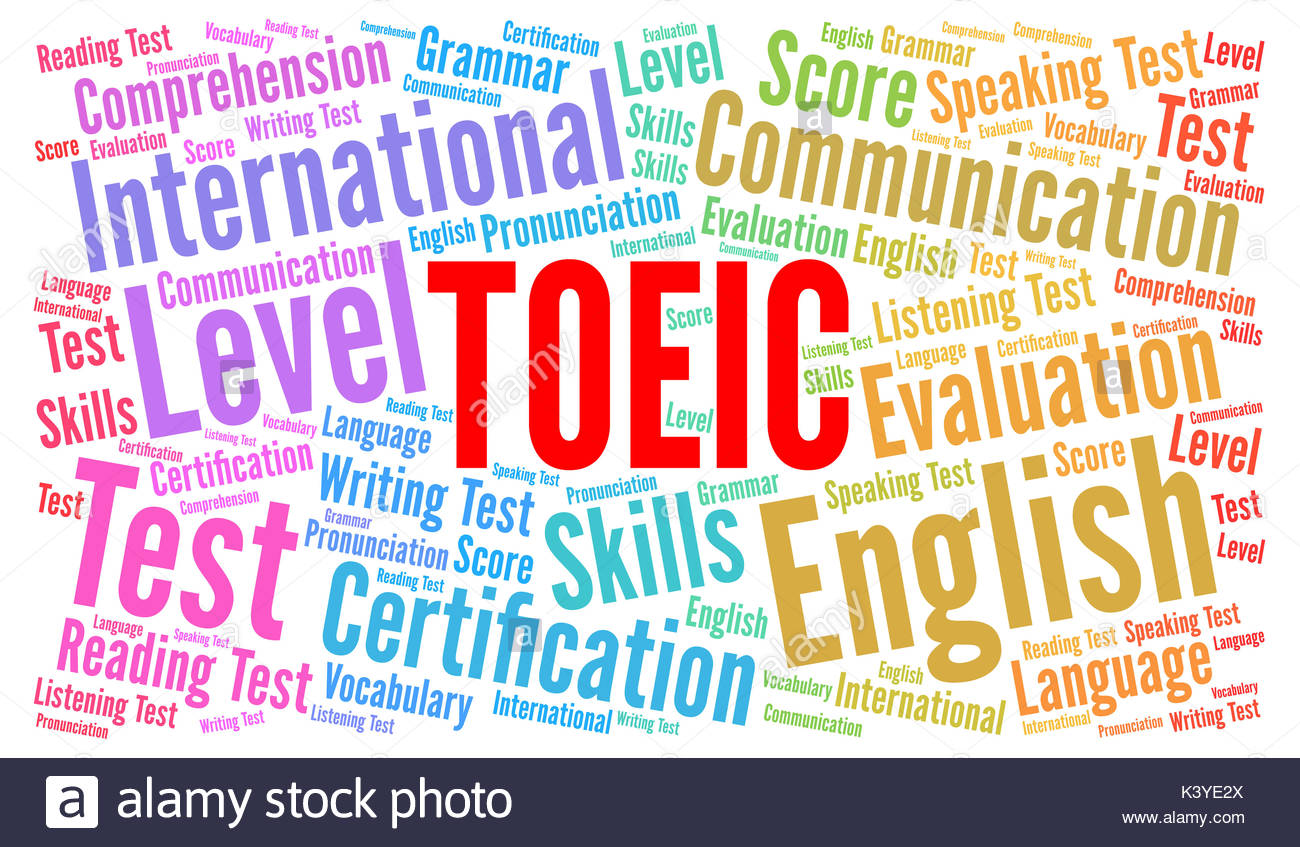 Reading Test
Vocabulary
Reading Test
Pronunciation
Comprehension
Comprehension
Grammar
Certification
Communication
Evaluation
Level
English
Grammar
Score
Comprehension
Comprehension
Speaking Test
Level
Grammar
Test
Score
Evaluation
Score
Writing Test
International
Skills
Skills
Communication
Listening Test
Evaluation
Vocabulary
Speaking Test
Evaluation
English
Pronunciation
International
Evaluation
Communication
English
Test
Writing Test
Language
International
Communication
Level
TOEIC
Score
Listening Test
Listening Test
Comprehension
Certification
Skills
Test
Skills
Level
Skills
Language
Certification
Evaluation
Communication
Level
Skills
Certification
Listening Test
Vocabulary
Reading Test
Language
Certification
Comprehension
Test
Test
Writing Test
Speaking Test
Pronunciation
Grammar
Skills
Speaking Test
Score
English
Test
Level
Grammar
Pronunciation
Score
Reading Test
Certification
English
Language
Speaking Test
Reading Test
Listening Test
Pronunciation
Writing Test
Vocabulary
Listening Test
International
Writing Test
Vocabulary
Communication
English
International
Reading Test
Speaking Test
Language
Language
International
Pronunciation
Vocabulary
Writing Test
a alamy stock photo
K3YE2X
www.alamy.com